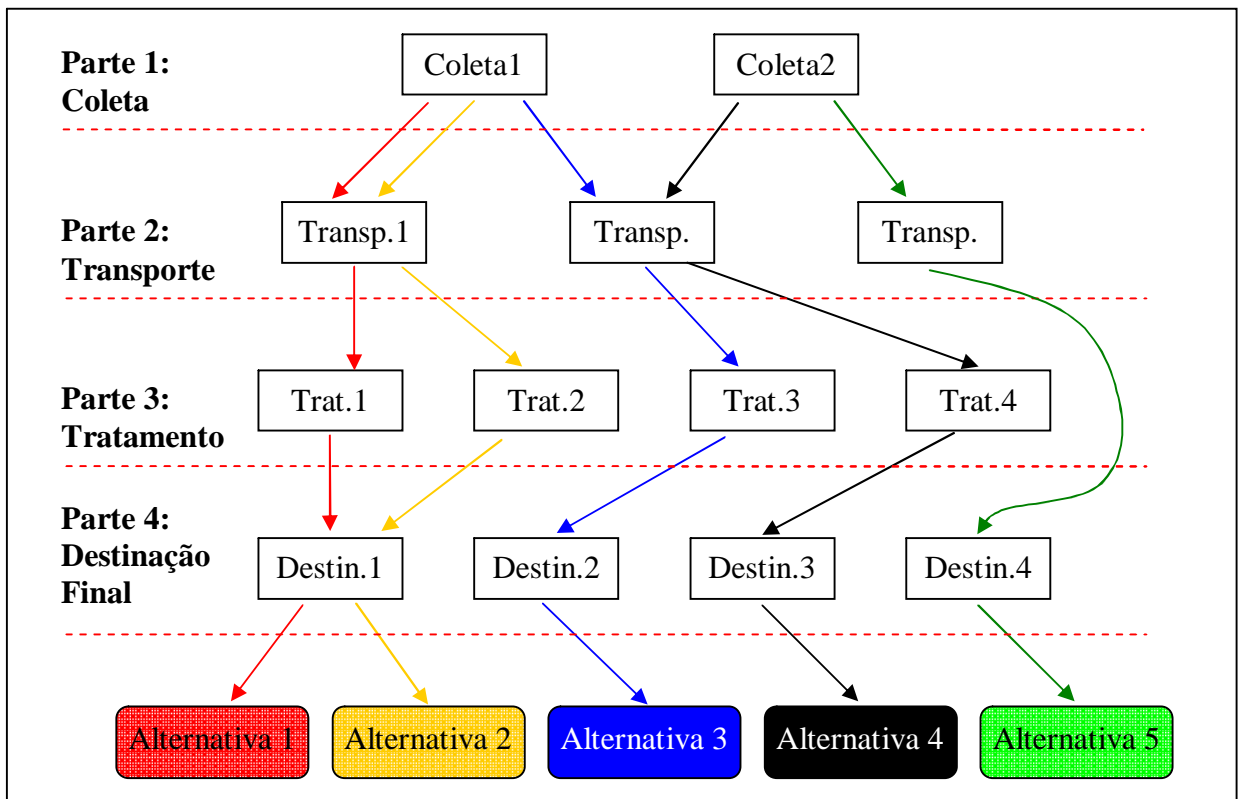 Parte 1:
Coleta
Coleta1
Coleta2
Parte 2:
Transporte
Transp.1
Transp.
Transp.
Parte 3:
Tratamento
Trat.1
Trat.2
Trat.3
Trat.4
Parte 4:
Destinação
Final
Destin.1
Destin.2
Destin.3
Destin.4
Alternativa 1
Alternativa 2
Alternativa 3
Alternativa 4
Alternativa 5